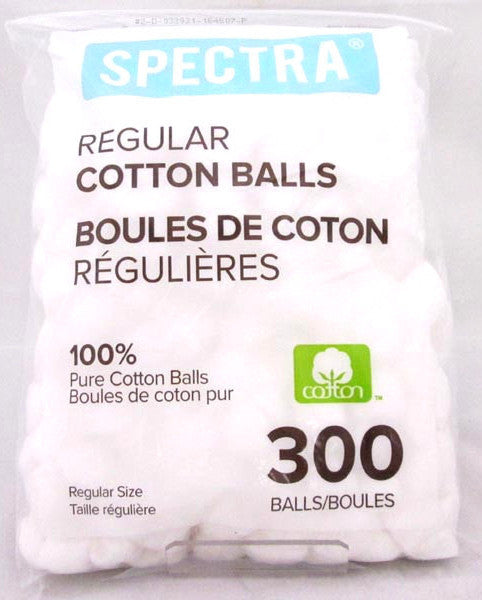 SPECTRA®
REGULAR
COTTON BALLS
BOULES DE COTON
RÉGULIÈRES
100%
Pure Cotton Balls
Boules de coton pur
cotton™
300
BALLS/BOULES
Regular Size
Taille régulière